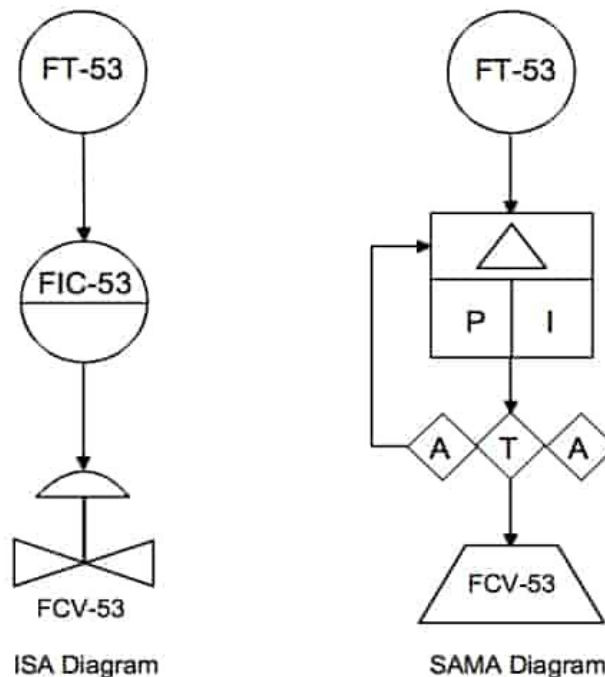 FT-53
FIC-53
FCV-53
ISA Diagram
FT-53
P I
A T A
FCV-53
SAMA Diagram